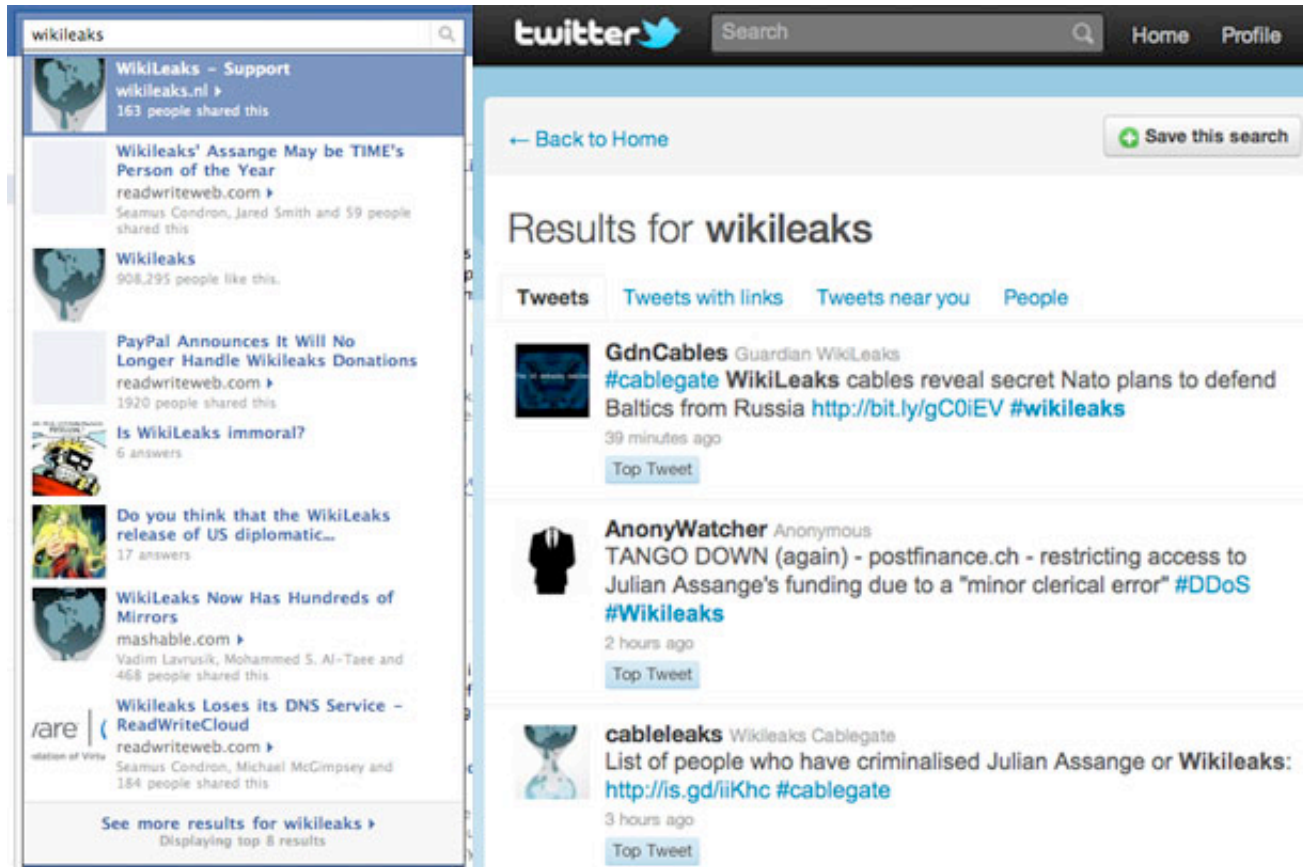 wikileaks
WikiLeaks – Support
wikileaks.nl
163 people shared this
Wikileaks' Assange May be TIME's
Person of the Year
readwriteweb.com
Seamus Condron, Jared Smith and 59 people
shared this
Wikileaks
908,295 people like this.
PayPal Announces It Will No
Longer Handle Wikileaks Donations
readwriteweb.com
1920 people shared this
Is WikiLeaks immoral?
6 answers
Do you think that the WikiLeaks
release of US diplomatic...
17 answers
WikiLeaks Now Has Hundreds of
Mirrors
mashable.com
Vadim Lavrusik, Mohammed S. Al-Taee and
468 people shared this
Wikileaks Loses its DNS Service –
ReadWriteCloud
readwriteweb.com
Seamus Condron, Michael McGimpsey and
184 people shared this
See more results for wikileaks
Displaying top 8 results
twitter Search Home Profile
← Back to Home
Save this search
Results for wikileaks
Tweets Tweets with links Tweets near you People
GdnCables Guardian WikiLeaks
#cablegate WikiLeaks cables reveal secret Nato plans to defend
Baltics from Russia http://bit.ly/gC0iEV #wikileaks
39 minutes ago
Top Tweet
AnonyWatcher Anonymous
TANGO DOWN (again) - postfinance.ch - restricting access to
Julian Assange's funding due to a "minor clerical error" #DDoS
#Wikileaks
2 hours ago
Top Tweet
cableleaks Wikileaks Cablegate
List of people who have criminalised Julian Assange or Wikileaks:
http://is.gd/iiKhc #cablegate
3 hours ago
Top Tweet